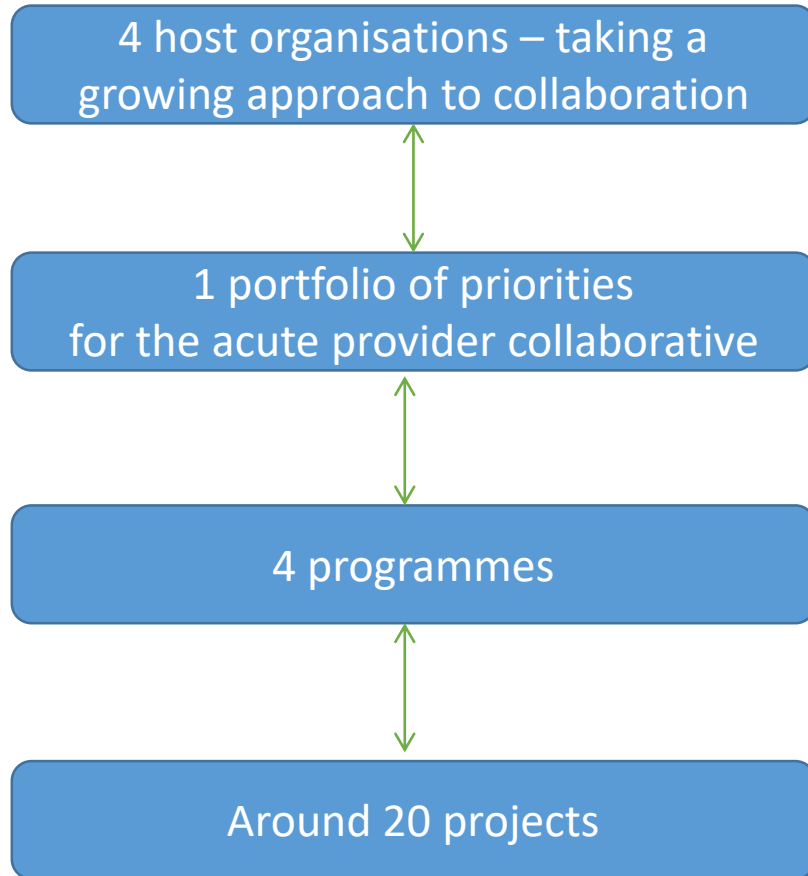 4 host organisations – taking a
growing approach to collaboration
1 portfolio of priorities
for the acute provider collaborative
4 programmes
Around 20 projects